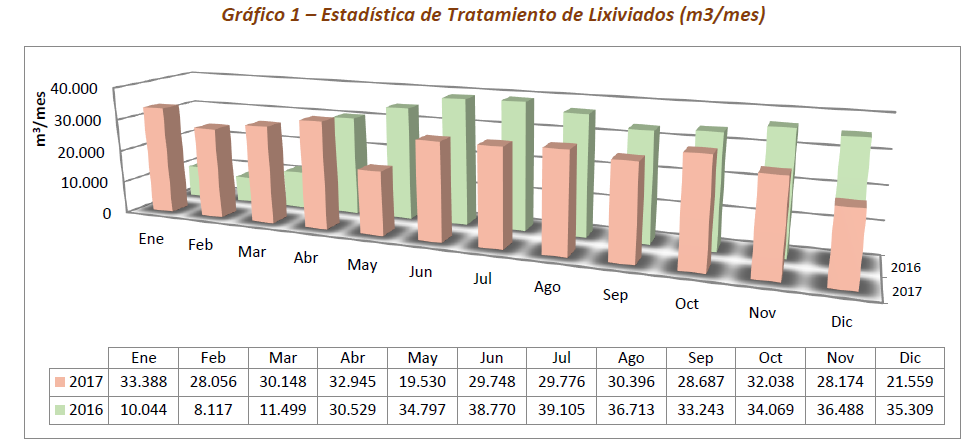 Gráfico 1 – Estadística de Tratamiento de Lixiviados (m3/mes)
m³/mes
40.000
30.000
20.000
10.000
0
Ene Feb Mar Abr May Jun Jul Ago Sep Oct Nov Dic
2016
2017
Ene Feb Mar Abr May Jun Jul Ago Sep Oct Nov Dic
2017 33.388 28.056 30.148 32.945 19.530 29.748 29.776 30.396 28.687 32.038 28.174 21.559
2016 10.044 8.117 11.499 30.529 34.797 38.770 39.105 36.713 33.243 34.069 36.488 35.309